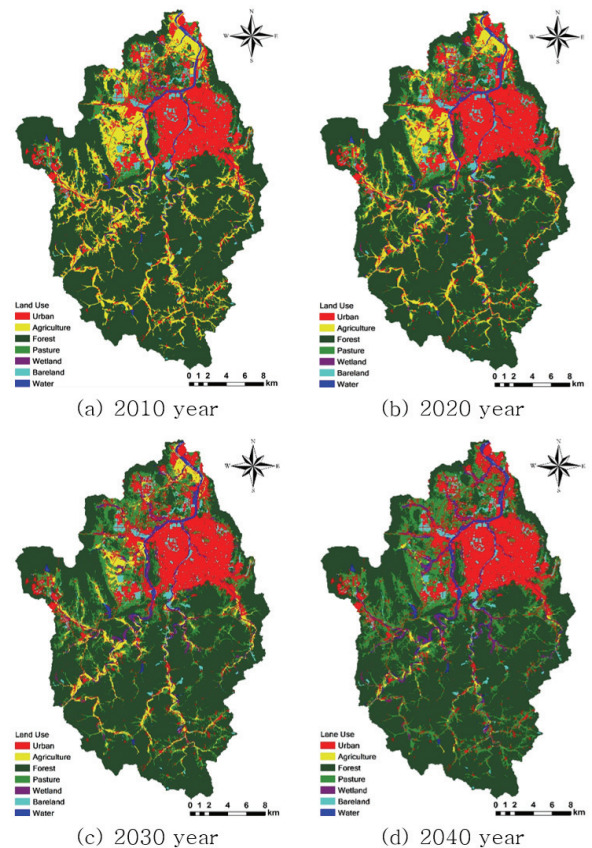 N
W E
S
Land Use
Urban
Agriculture
Forest
Pasture
Wetland
Bareland
Water
0 1 2 4 6 8
km
(a) 2010 year
N
W E
S
Land Use
Urban
Agriculture
Forest
Pasture
Wetland
Bareland
Water
0 1 2 4 6 8
km
(b) 2020 year
N
W E
S
Land Use
Urban
Agriculture
Forest
Pasture
Wetland
Bareland
Water
0 1 2 4 6 8
km
(c) 2030 year
N
W E
S
Lane Use
Urban
Agriculture
Forest
Pasture
Wetland
Bareland
Water
0 1 2 4 6 8
km
(d) 2040 year